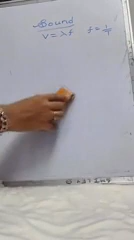 Sound
v = λf f = 1/T